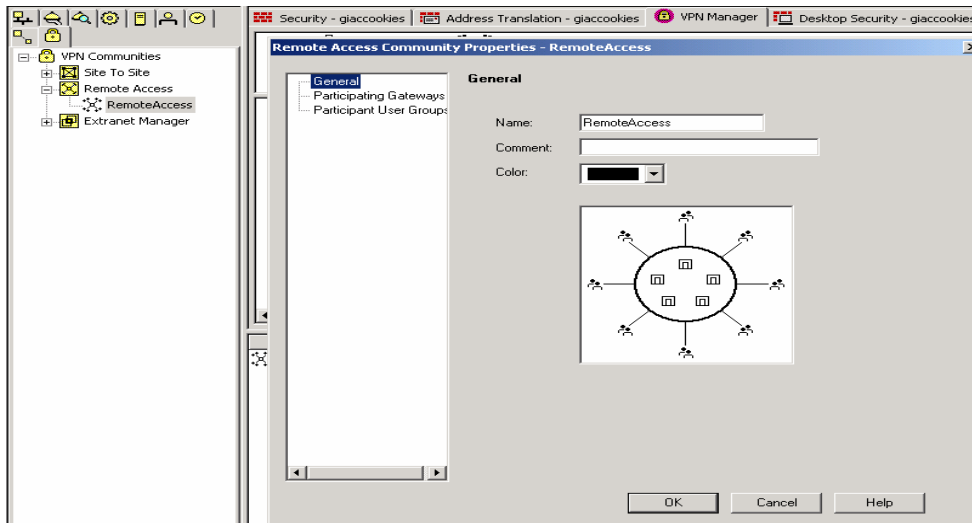 Security - giaccookies
Address Translation - giaccookies
VPN Manager
Desktop Security - giaccookies
VPN Communities
Site To Site
Remote Access
RemoteAccess
Extranet Manager
Remote Access Community Properties - RemoteAccess
General
Participating Gateways
Participant User Groups
General
Name:
RemoteAccess
Comment:
Color:
OK
Cancel
Help